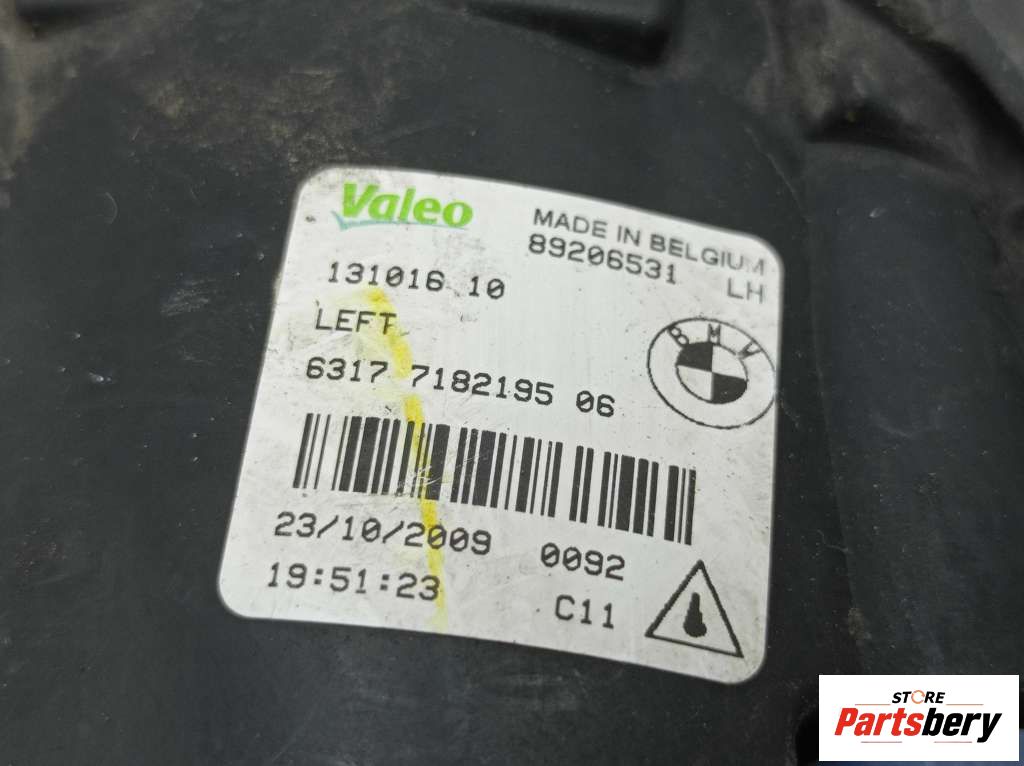 Valeo
MADE IN BELGIUM
89206531 LH
131016 10
LEFT
BMW
6317 7182195 06
23/10/2009 0092
19:51:23 C11
STORE
Partsbery